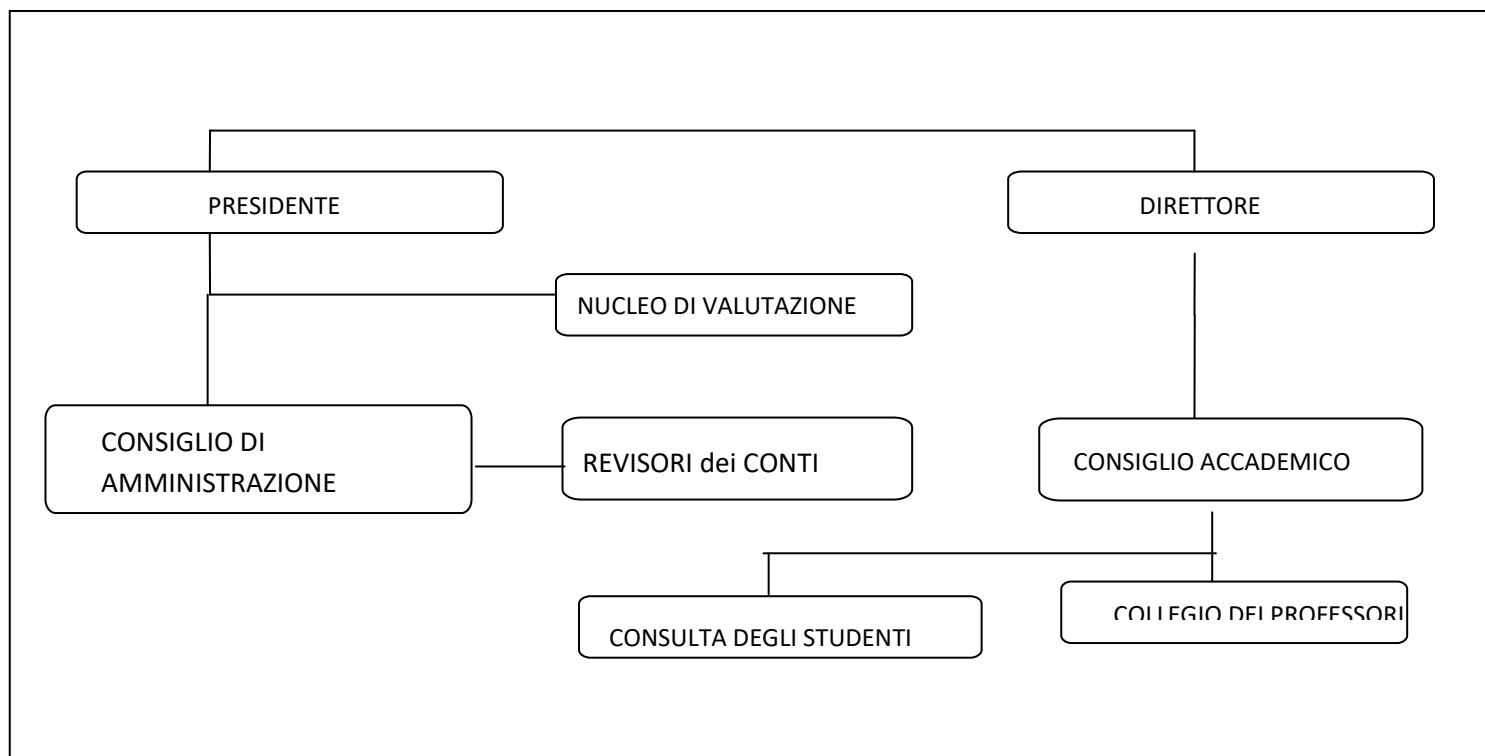 PRESIDENTE
DIRETTORE
NUCLEO DI VALUTAZIONE
CONSIGLIO DI
AMMINISTRAZIONE
REVISORI dei CONTI
CONSIGLIO ACCADEMICO
CONSULTA DEGLI STUDENTI
COLLEGIO DEI PROFESSORI